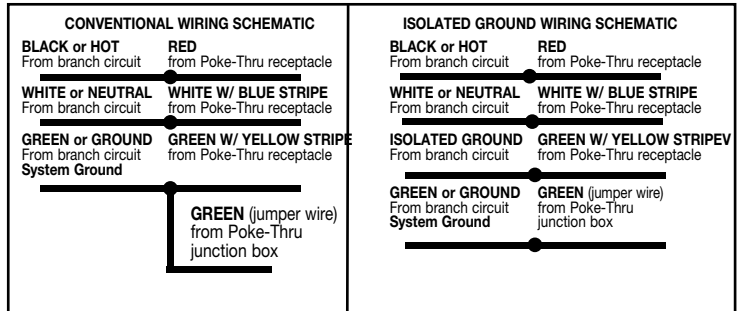 CONVENTIONAL WIRING SCHEMATIC
BLACK or HOT RED
From branch circuit from Poke-Thru receptacle
WHITE or NEUTRAL WHITE W/ BLUE STRIPE
From branch circuit from Poke-Thru receptacle
GREEN or GROUND GREEN W/ YELLOW STRIPE
From branch circuit from Poke-Thru receptacle
System Ground
GREEN (jumper wire)
from Poke-Thru
junction box
ISOLATED GROUND WIRING SCHEMATIC
BLACK or HOT RED
From branch circuit from Poke-Thru receptacle
WHITE or NEUTRAL WHITE W/ BLUE STRIPE
From branch circuit from Poke-Thru receptacle
ISOLATED GROUND GREEN W/ YELLOW STRIPEV
From branch circuit from Poke-Thru receptacle
GREEN or GROUND GREEN (jumper wire)
From branch circuit from Poke-Thru
System Ground junction box